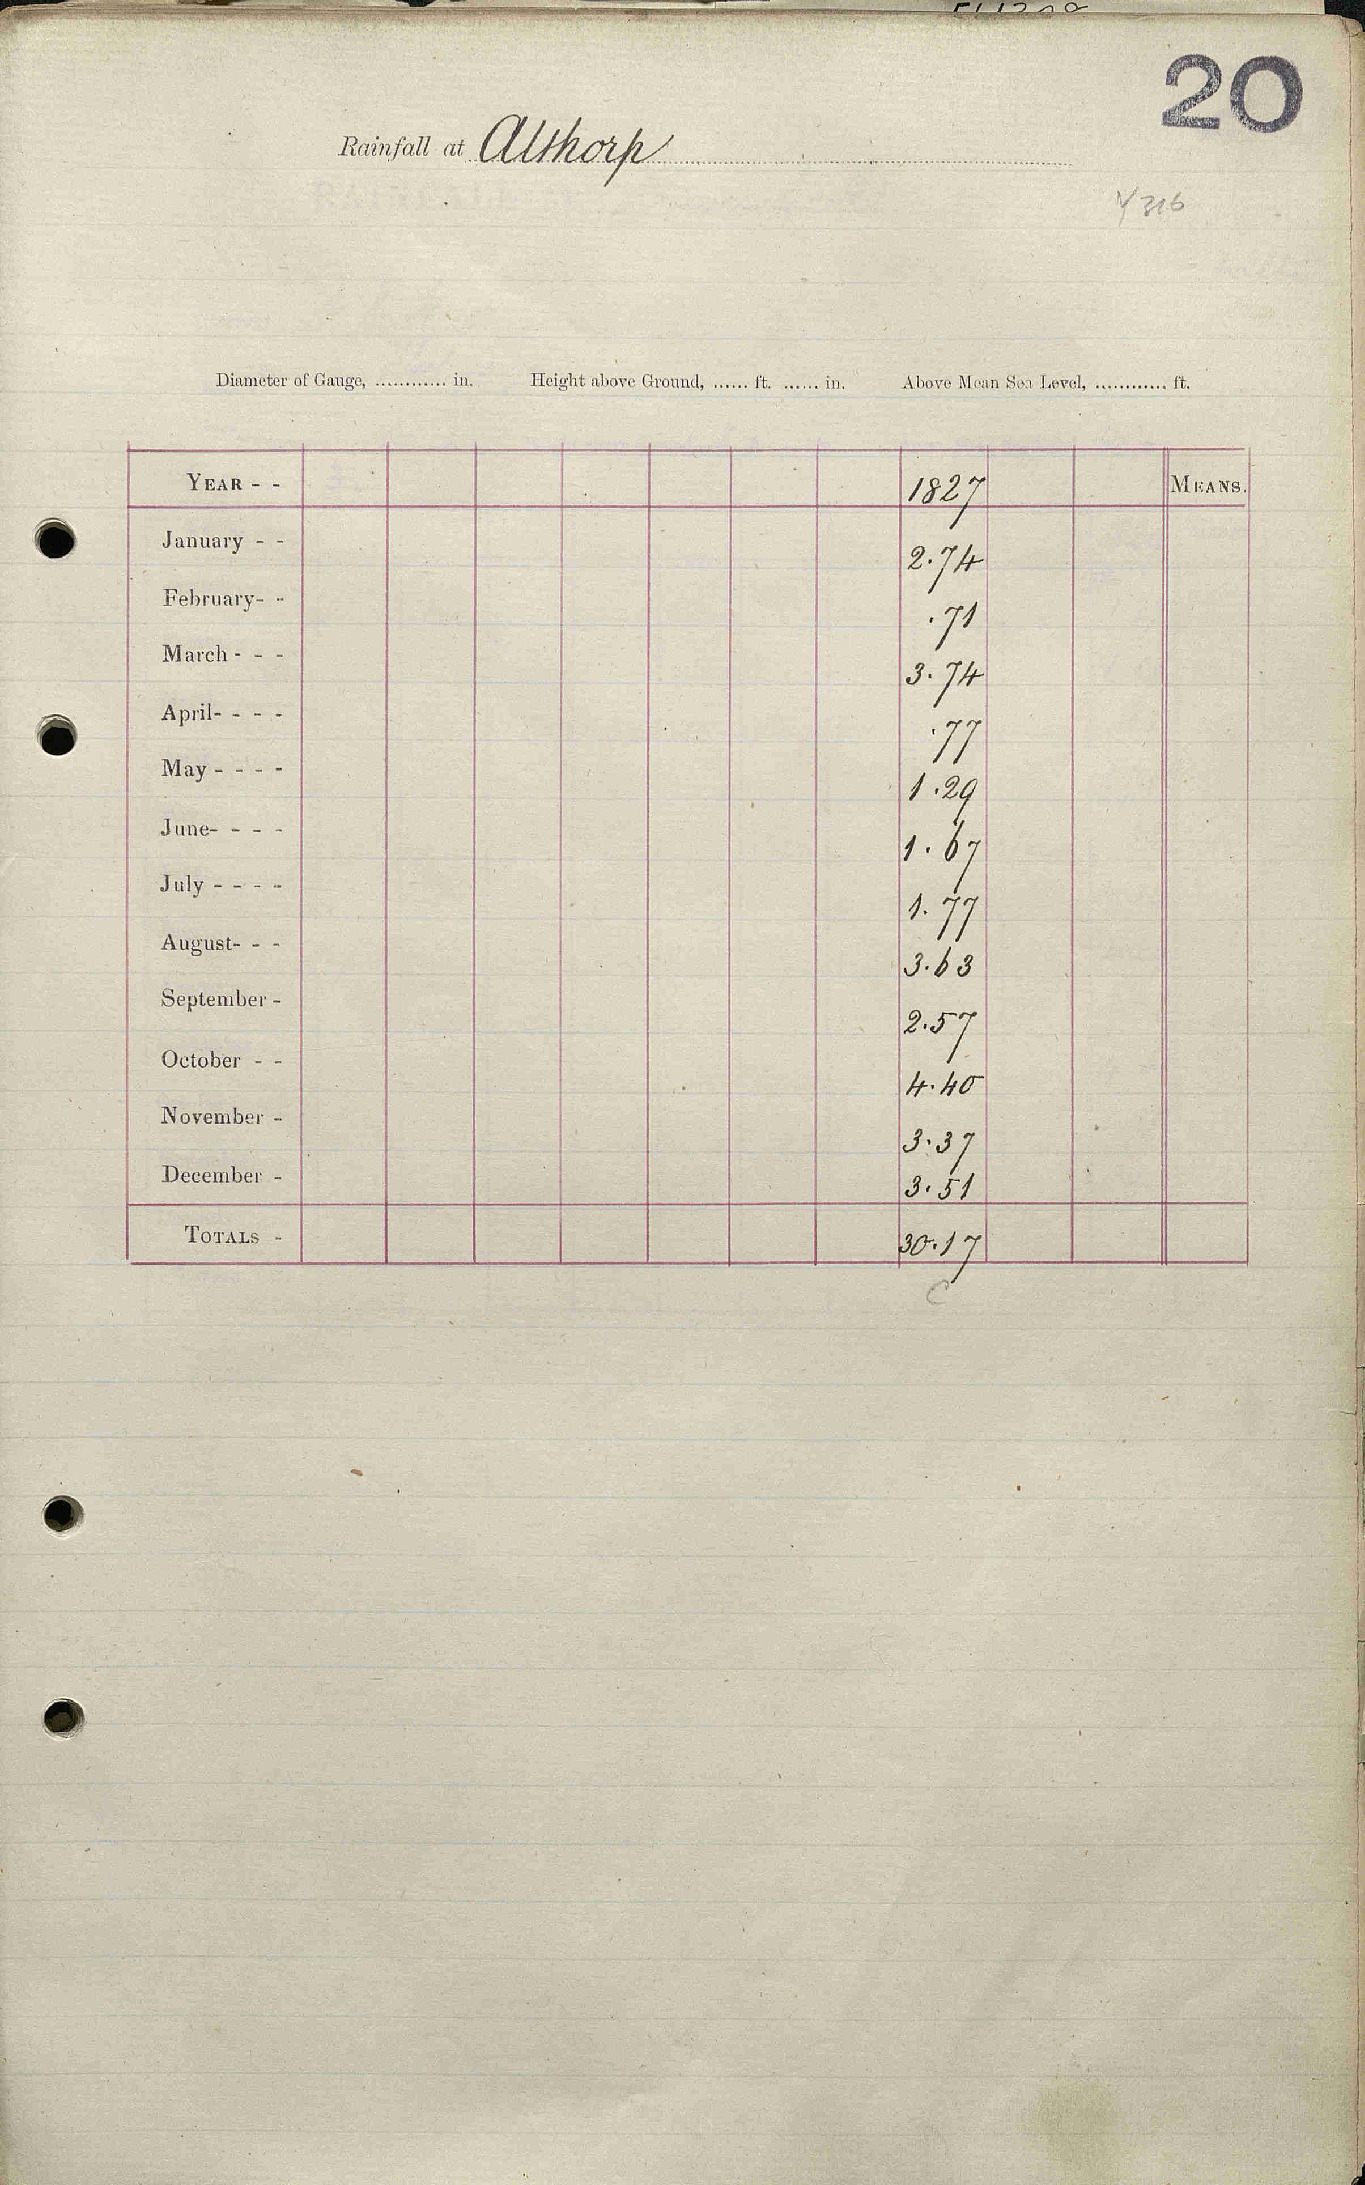 20
Rainfall at Althorp
Y316
Diameter of Gauge, ............ in. Height above Ground, ...... ft. ...... in. Above Mean Sea Level, ............ ft.
YEAR - - 1827 MEANS.
January - - 2.74
February - - .71
March - - - 3.74
April - - - - .77
May - - - - 1.29
June - - - - 1.67
July - - - - 1.77
August - - - 3.63
September - 2.57
October - - 4.40
November - 3.37
December - 3.51
TOTALS - 30.17
C